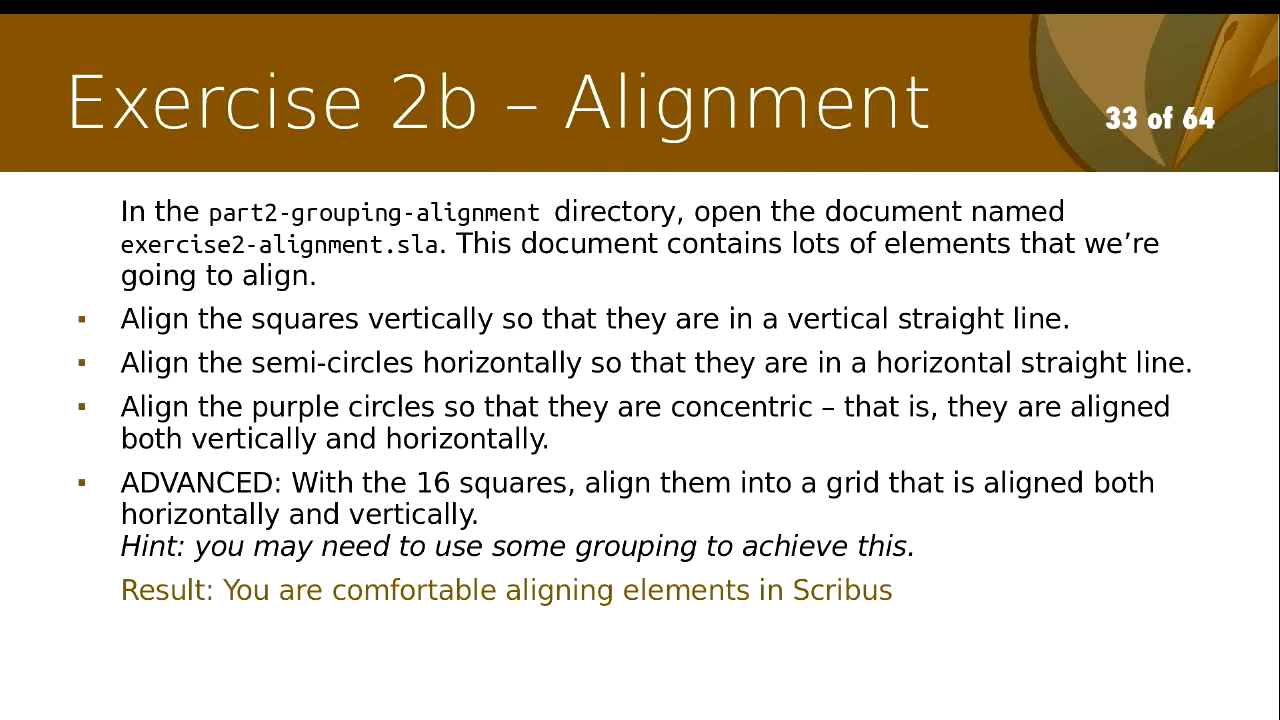 Exercise 2b – Alignment
33 of 64
In the part2-grouping-alignment directory, open the document named
exercise2-alignment.sla. This document contains lots of elements that we’re
going to align.
▪ Align the squares vertically so that they are in a vertical straight line.
▪ Align the semi-circles horizontally so that they are in a horizontal straight line.
▪ Align the purple circles so that they are concentric – that is, they are aligned
both vertically and horizontally.
▪ ADVANCED: With the 16 squares, align them into a grid that is aligned both
horizontally and vertically.
Hint: you may need to use some grouping to achieve this.
Result: You are comfortable aligning elements in Scribus